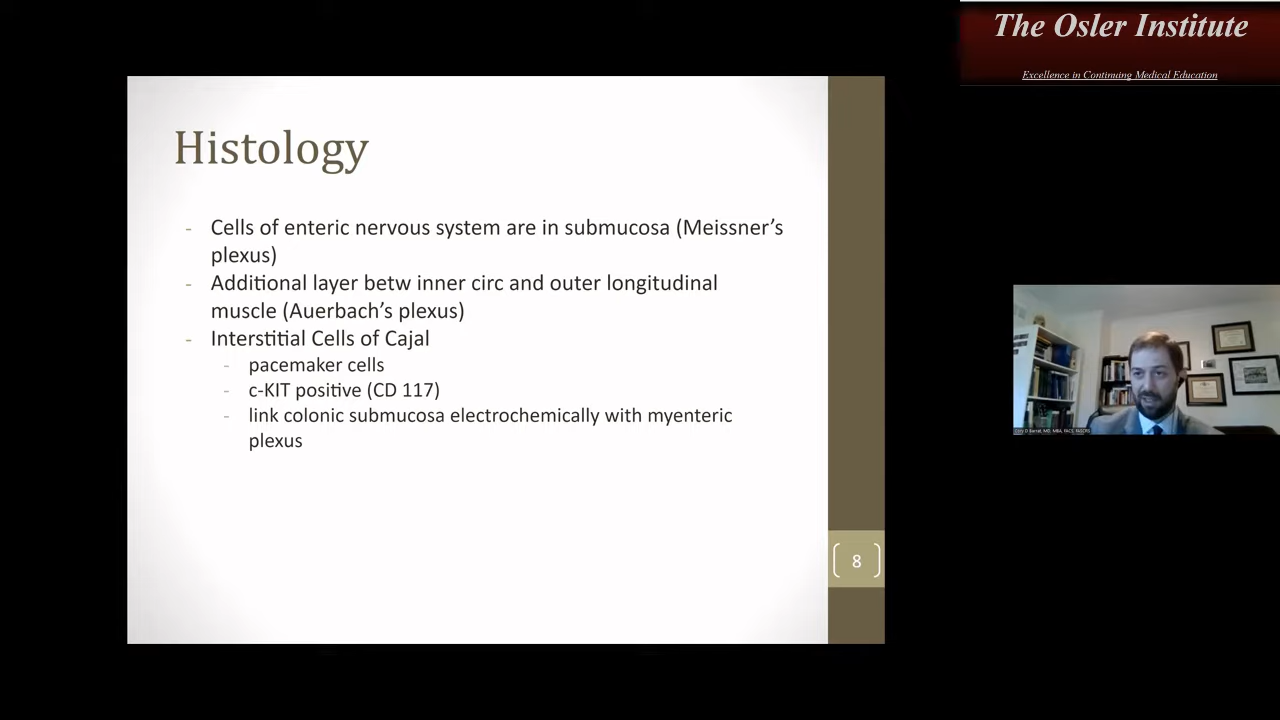 The Osler Institute
Excellence in Continuing Medical Education
Histology
- Cells of enteric nervous system are in submucosa (Meissner's
plexus)
- Additional layer betw inner circ and outer longitudinal
muscle (Auerbach's plexus)
- Interstitial Cells of Cajal
- pacemaker cells
- c-KIT positive (CD 117)
- link colonic submucosa electrochemically with myenteric
plexus
8